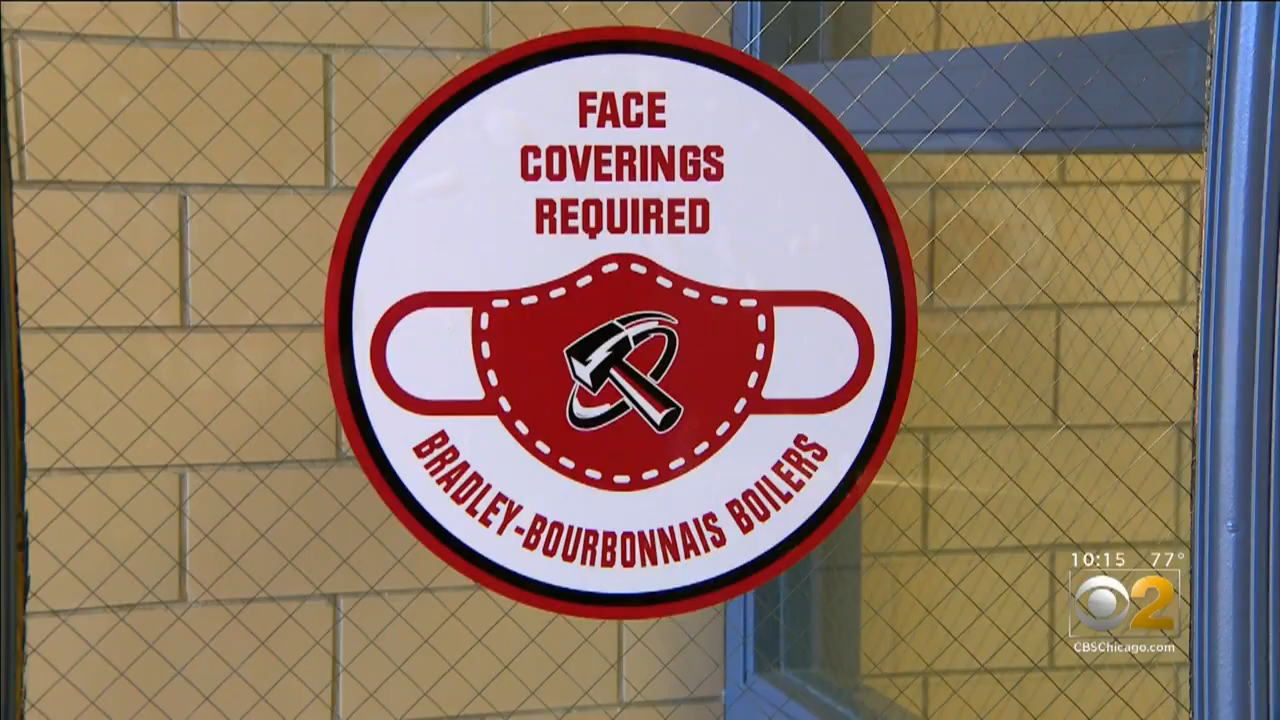 FACE
COVERINGS
REQUIRED
BRADLEY-BOURBONNAIS BOILERS
10:15 77°
2
CBSChicago.com